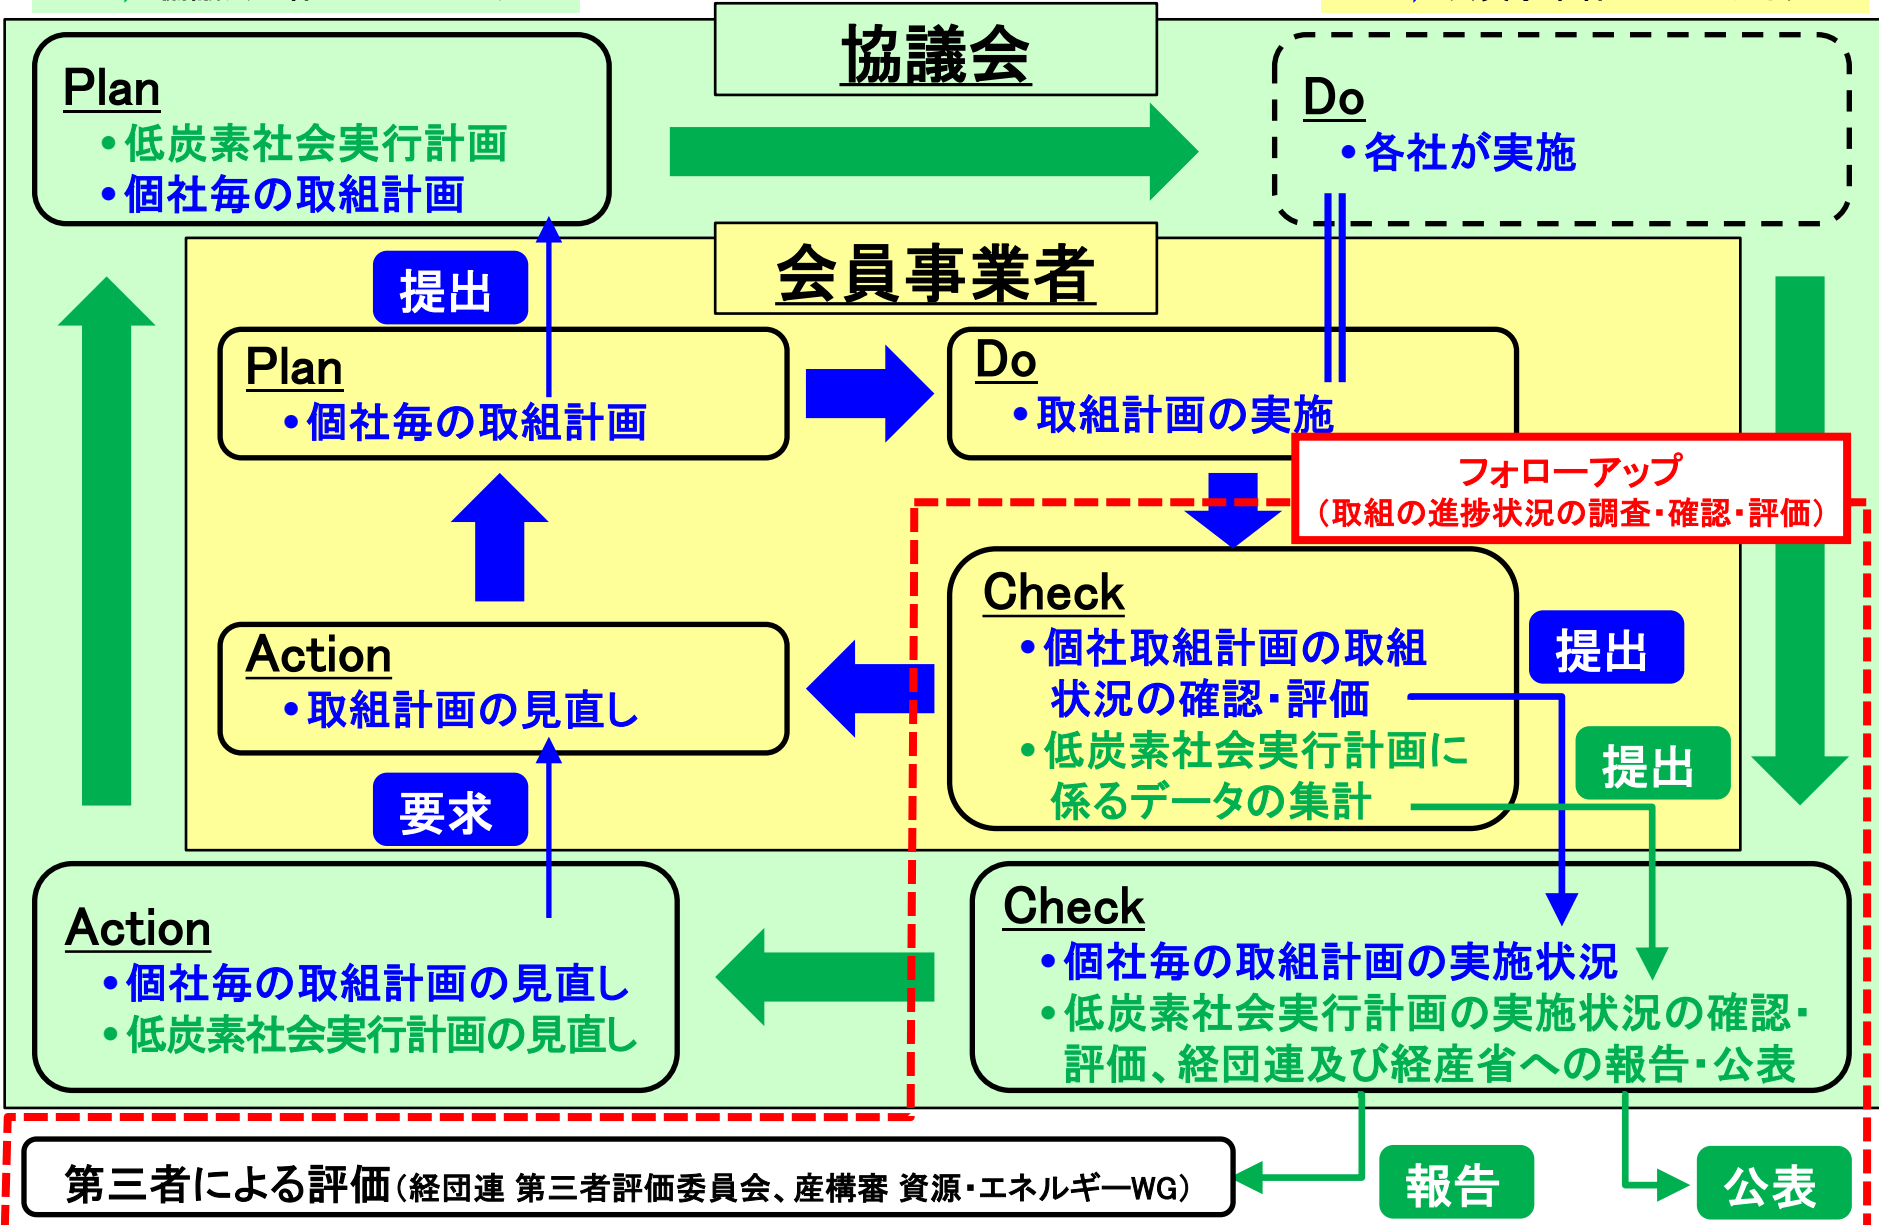 協議会
Plan
•低炭素社会実行計画
•個社毎の取組計画
Do
•各社が実施
会員事業者
提出
Plan
•個社毎の取組計画
Do
•取組計画の実施
フォローアップ
（取組の進捗状況の調査・確認・評価）
Check
•個社取組計画の取組
状況の確認・評価
•低炭素社会実行計画に
係るデータの集計
提出
提出
Action
•取組計画の見直し
要求
Action
•個社毎の取組計画の見直し
•低炭素社会実行計画の見直し
Check
•個社毎の取組計画の実施状況
•低炭素社会実行計画の実施状況の確認・
評価、経団連及び経産省への報告・公表
第三者による評価（経団連 第三者評価委員会、産構審 資源・エネルギーWG）
報告
公表